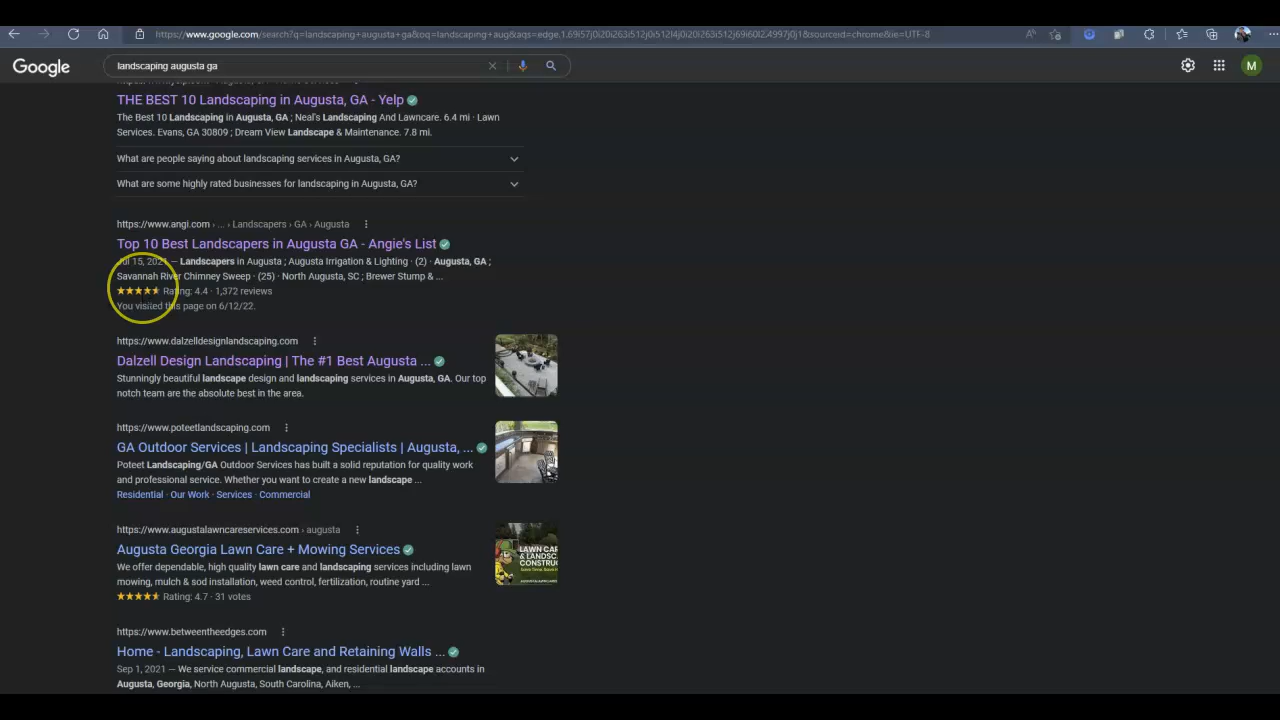 https://www.google.com/search?q=landscaping+augusta+ga&oq=landscaping+aug&aqs=edge.1.69i57j0i20i263i512j0i512l4j0i20i263i512j69i60l2.4997j0j1&sourceid=chrome&ie=UTF-8
Google
landscaping augusta ga
M
THE BEST 10 Landscaping in Augusta, GA - Yelp
The Best 10 Landscaping in Augusta, GA ; Neal's Landscaping And Lawncare. 6.4 mi · Lawn
Services. Evans, GA 30809 ; Dream View Landscape & Maintenance. 7.8 mi.
What are people saying about landscaping services in Augusta, GA?
What are some highly rated businesses for landscaping in Augusta, GA?
https://www.angi.com › ... › Landscapers › GA › Augusta
Top 10 Best Landscapers in Augusta GA - Angie's List
Jul 15, 2021 — Landscapers in Augusta ; Augusta Irrigation & Lighting · (2) · Augusta, GA ;
Savannah River Chimney Sweep · (25) · North Augusta, SC ; Brewer Stump & ...
Rating: 4.4 · 1,372 reviews
You visited this page on 6/12/22.
https://www.dalzelldesignlandscaping.com
Dalzell Design Landscaping | The #1 Best Augusta ...
Stunningly beautiful landscape design and landscaping services in Augusta, GA. Our top
notch team are the absolute best in the area.
https://www.poteetlandscaping.com
GA Outdoor Services | Landscaping Specialists | Augusta, ...
Poteet Landscaping/GA Outdoor Services has built a solid reputation for quality work
and professional service. Whether you want to create a new landscape ...
Residential · Our Work · Services · Commercial
https://www.augustalawncareservices.com › augusta
Augusta Georgia Lawn Care + Mowing Services
We offer dependable, high quality lawn care and landscaping services including lawn
mowing, mulch & sod installation, weed control, fertilization, routine yard ...
Rating: 4.7 · 31 votes
LAWN CAR
& LANDSCA
CONSTRUC
https://www.betweentheedges.com
Home - Landscaping, Lawn Care and Retaining Walls ...
Sep 1, 2021 — We service commercial landscape, and residential landscape accounts in
Augusta, Georgia, North Augusta, South Carolina, Aiken, ...